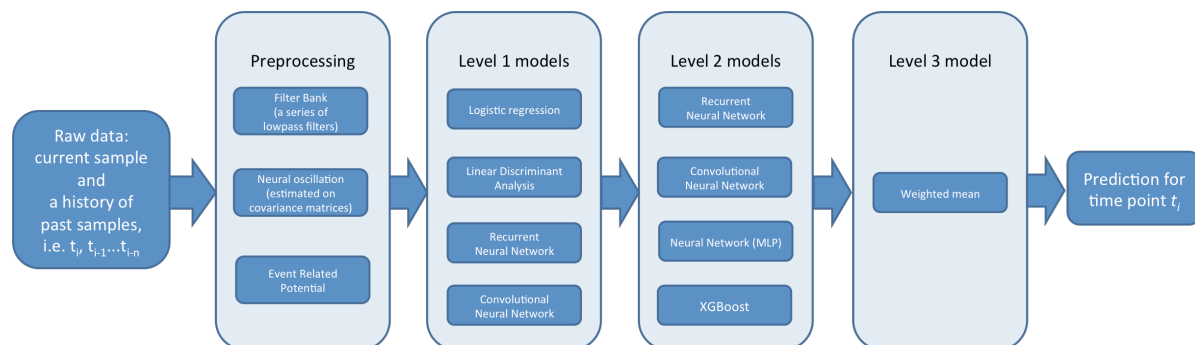 Raw data:
current sample
and
a history of
past samples,
i.e. tᵢ, tᵢ₋₁...tᵢ₋ₙ
Preprocessing
Filter Bank
(a series of
lowpass filters)
Neural oscillation
(estimated on
covariance matrices)
Event Related
Potential
Level 1 models
Logistic regression
Linear Discriminant
Analysis
Recurrent
Neural Network
Convolutional
Neural Network
Level 2 models
Recurrent
Neural Network
Convolutional
Neural Network
Neural Network (MLP)
XGBoost
Level 3 model
Weighted mean
Prediction for
time point tᵢ